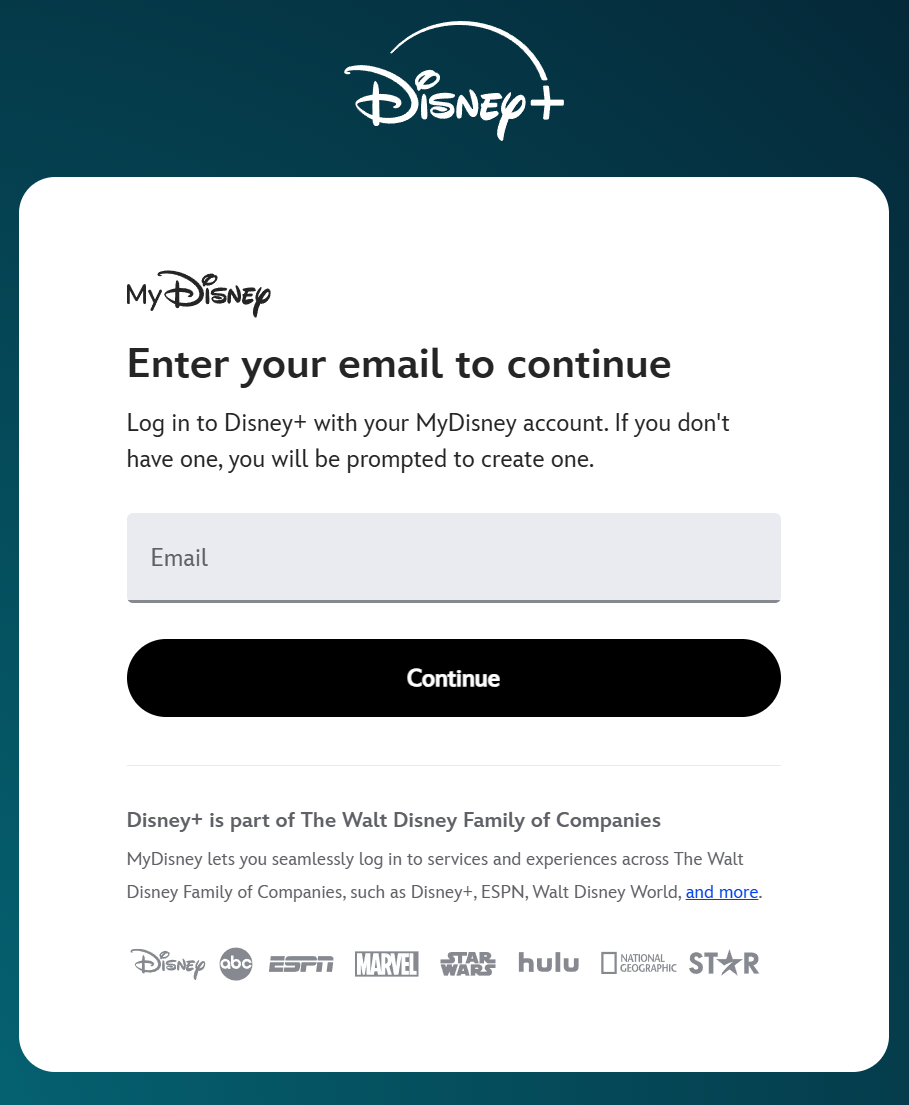 Disney+
My Disney
Enter your email to continue
Log in to Disney+ with your MyDisney account. If you don't
have one, you will be prompted to create one.
Email
Continue
Disney+ is part of The Walt Disney Family of Companies
MyDisney lets you seamlessly log in to services and experiences across The Walt
Disney Family of Companies, such as Disney+, ESPN, Walt Disney World, and more.
Disney abc ESPN MARVEL STAR WARS hulu NATIONAL GEOGRAPHIC STAR